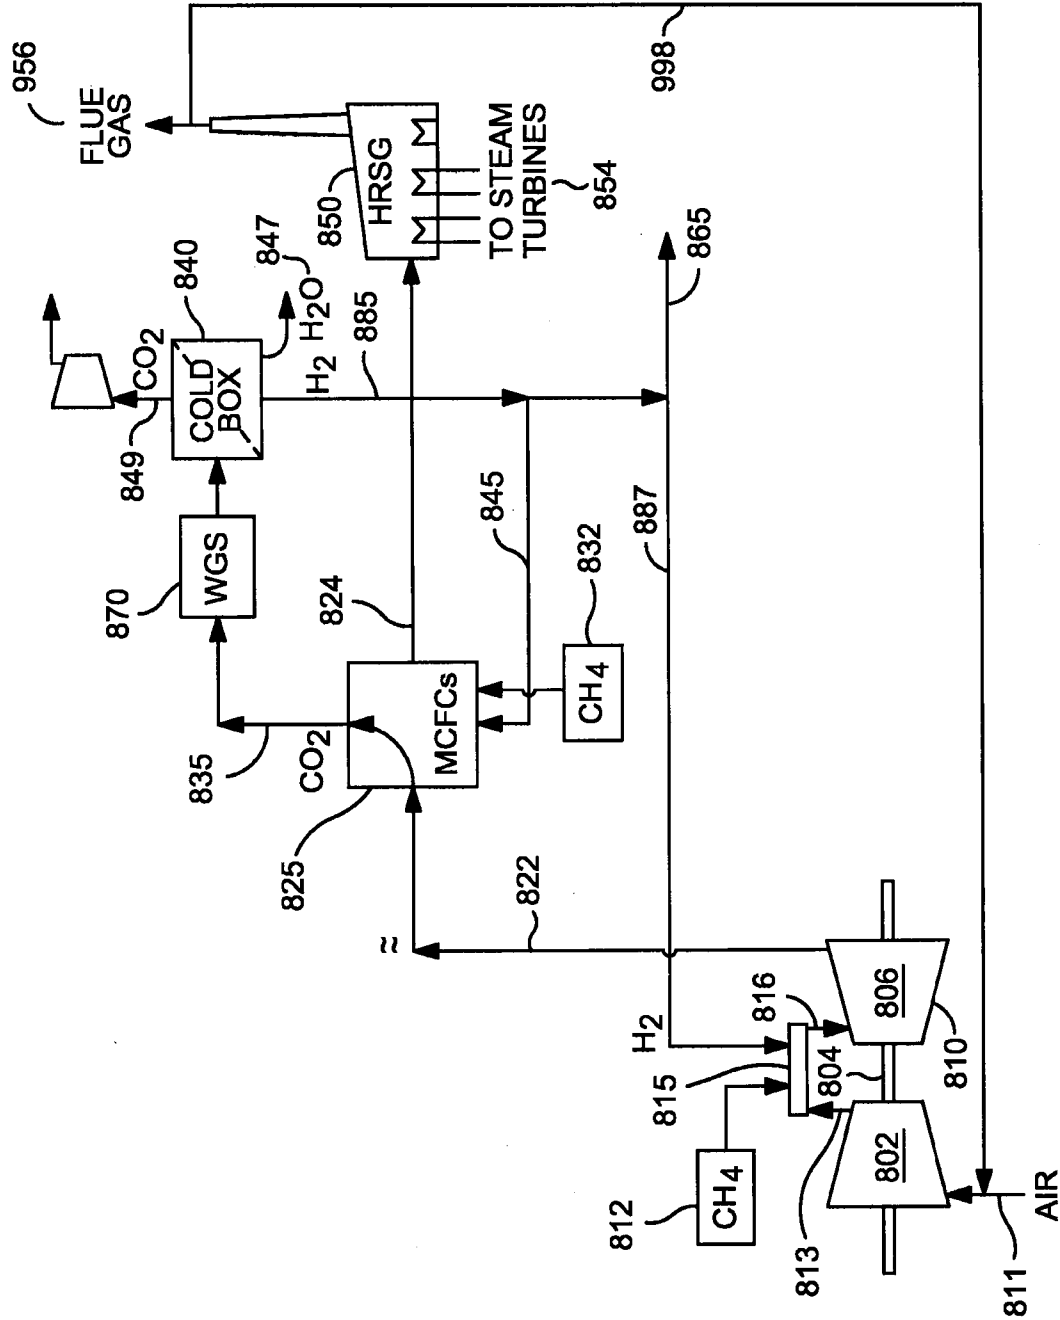 956
FLUE
GAS
870
849
CO2
840
COLD
BOX
835
WGS
847
825
CO2
H2O
H2
824
850
885
HRSG
≈
MCFCs
845
TO STEAM
TURBINES
822
832
CH4
854
812
887
H2
998
815
865
CH4
816
813
804
802
806
810
811
AIR